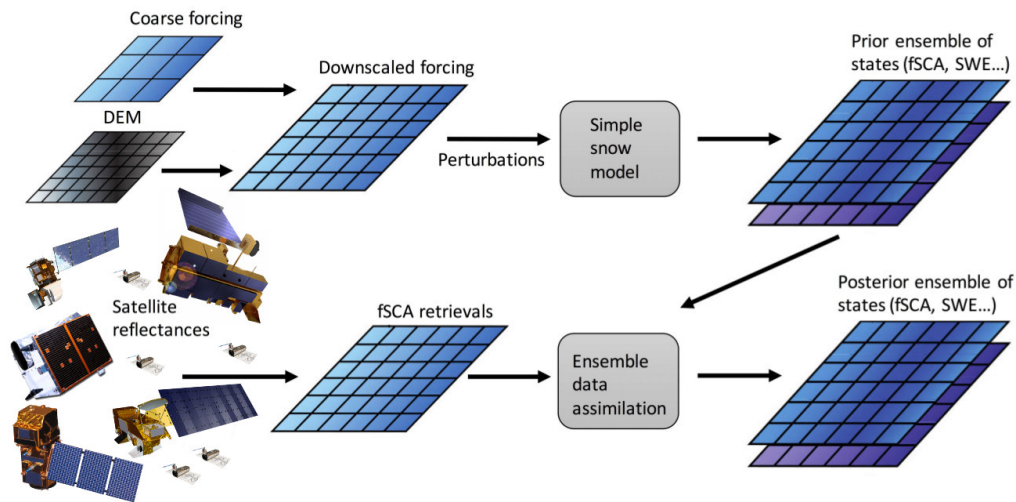 Coarse forcing
DEM
Downscaled forcing
Perturbations
Simple
snow
model
Prior ensemble of
states (fSCA, SWE...)
Satellite
reflectances
fSCA retrievals
Ensemble
data
assimilation
Posterior ensemble of
states (fSCA, SWE...)